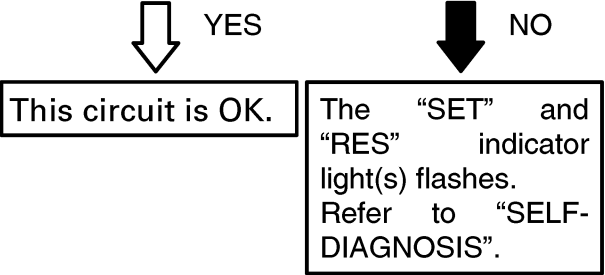 YES
NO
This circuit is OK.
The “SET” and
“RES” indicator
light(s) flashes.
Refer to “SELF-
DIAGNOSIS”.